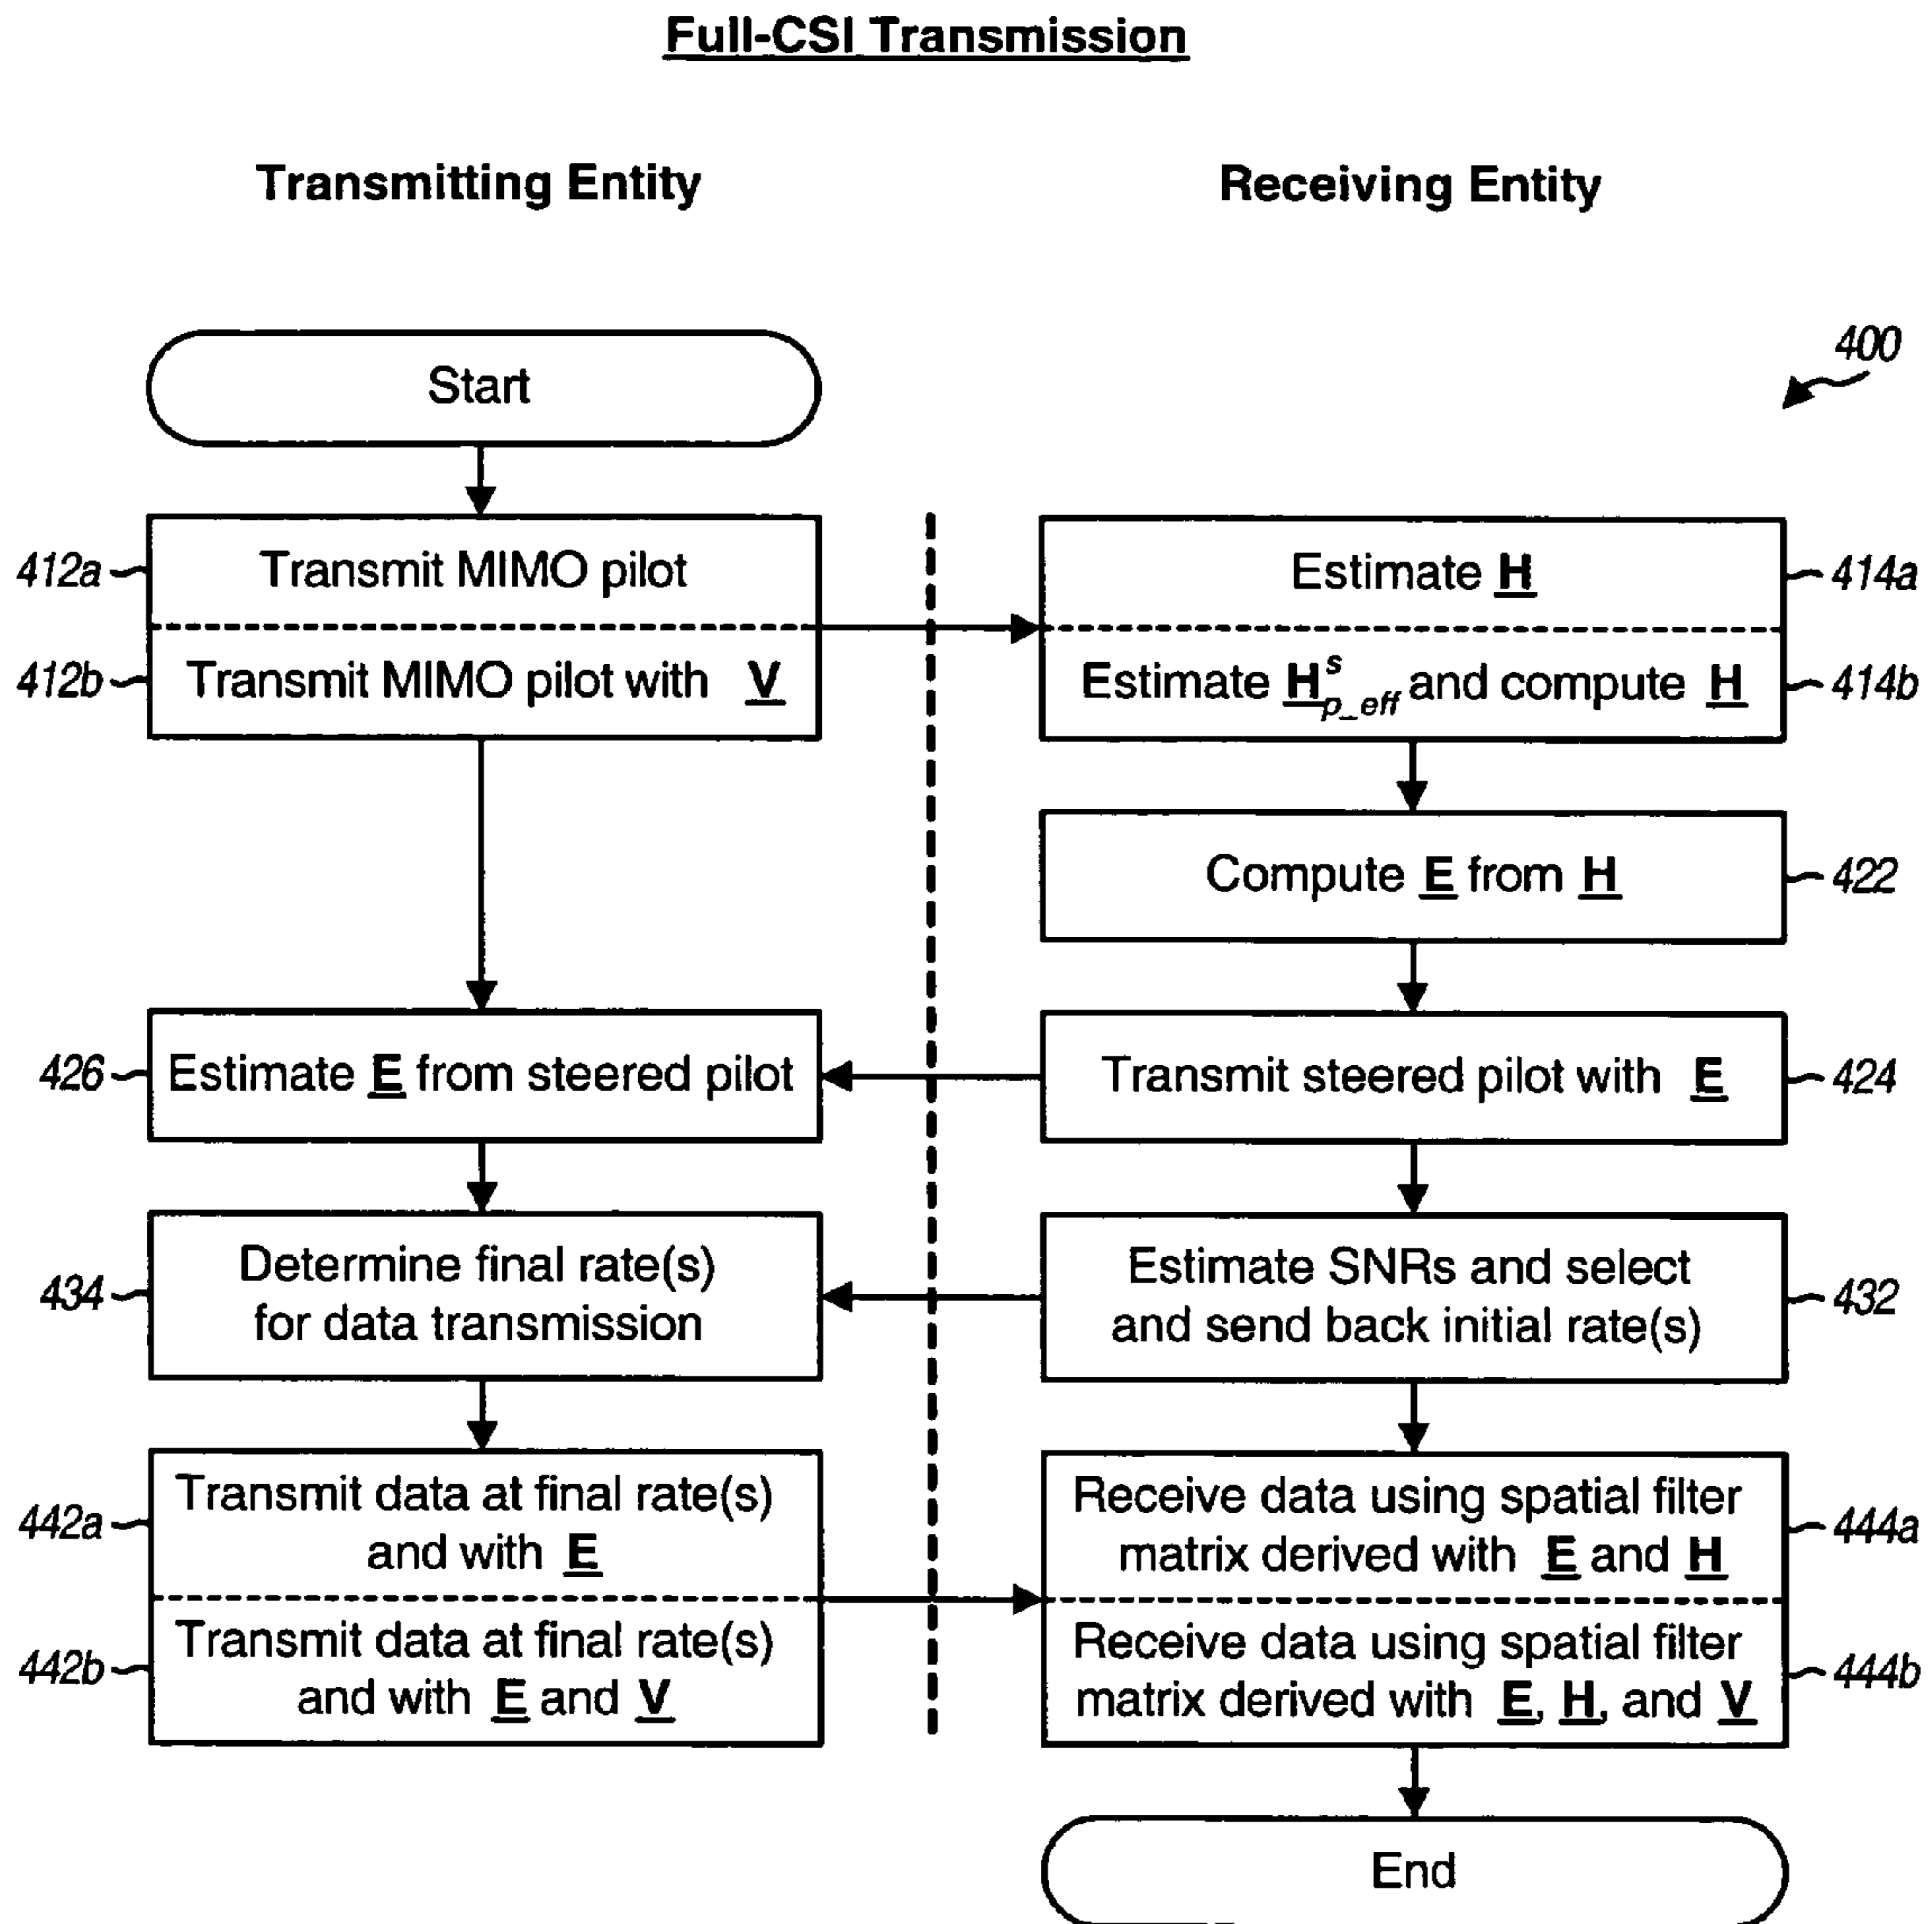 Full-CSI Transmission
Transmitting Entity
Receiving Entity
400
Start
412a
Transmit MIMO pilot
412b
Transmit MIMO pilot with V
Estimate H
414a
Estimate H^s_p_eff and compute H
414b
Compute E from H
422
426
Estimate E from steered pilot
Transmit steered pilot with E
424
434
Determine final rate(s)
for data transmission
Estimate SNRs and select
and send back initial rate(s)
432
442a
Transmit data at final rate(s)
and with E
442b
Transmit data at final rate(s)
and with E and V
Receive data using spatial filter
matrix derived with E and H
444a
Receive data using spatial filter
matrix derived with E, H, and V
444b
End